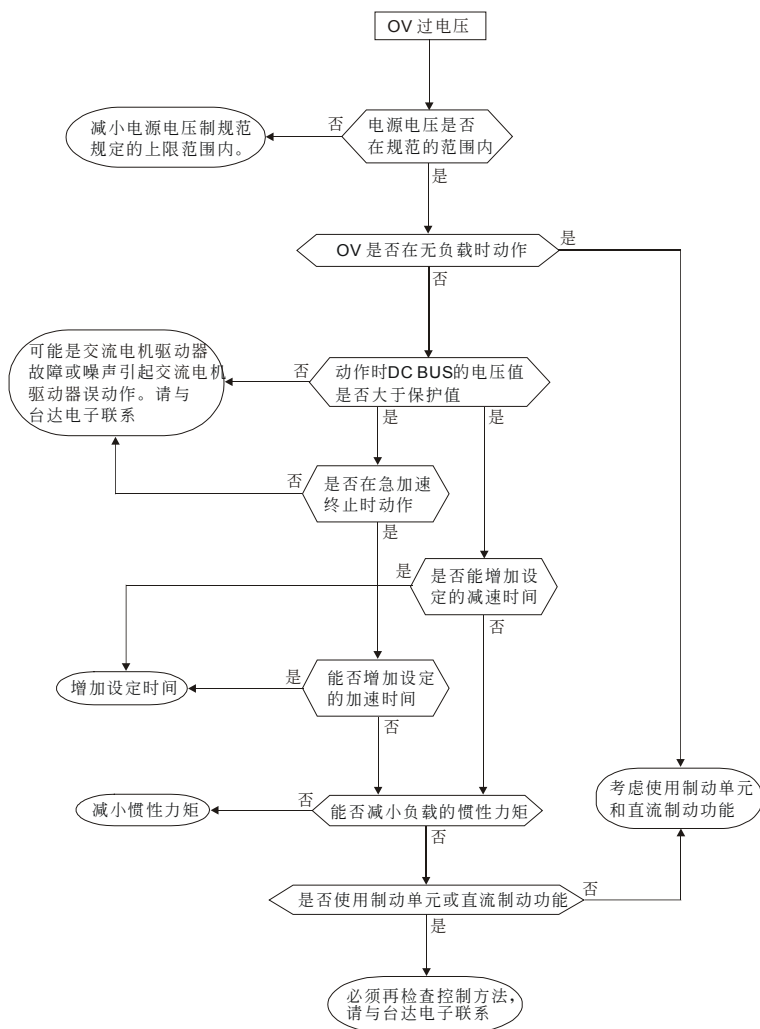 OV 过电压
减小电源电压制规范
规定的上限范围内。
否
电源电压是否
在规范的范围内
是
OV 是否在无负载时动作
是
否
可能是交流电机驱动器
故障或噪声引起交流电机
驱动器误动作。请与
台达电子联系
否
动作时DC BUS的电压值
是否大于保护值
是
是
否
是否在急加速
终止时动作
是
是
是否能增加设
定的减速时间
否
增加设定时间
是
能否增加设定
的加速时间
否
减小惯性力矩
否
能否减小负载的惯性力矩
否
考虑使用制动单元
和直流制动功能
是否使用制动单元或直流制动功能
否
是
必须再检查控制方法,
请与台达电子联系